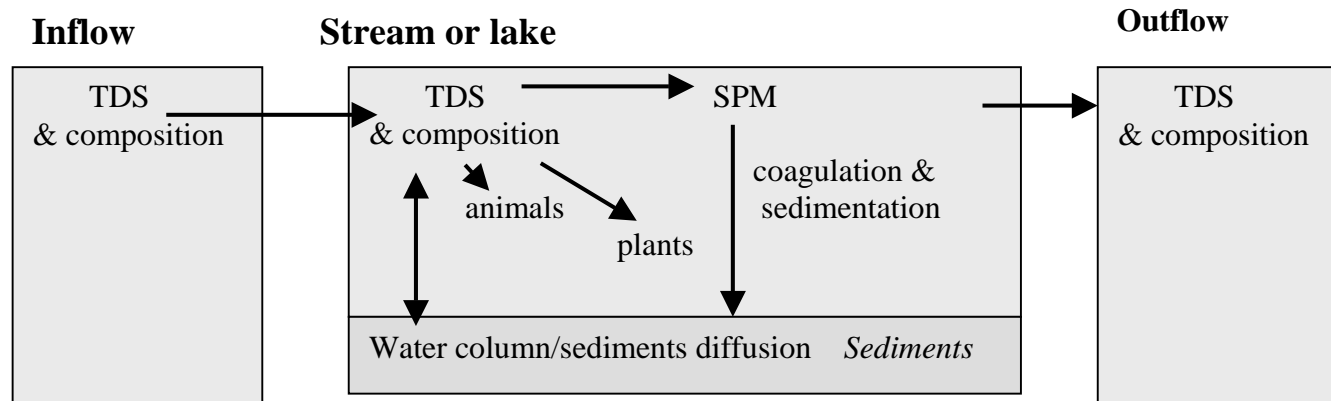 Inflow
Stream or lake
Outflow
TDS
& composition
TDS
& composition
SPM
animals
plants
coagulation &
sedimentation
Water column/sediments diffusion Sediments
TDS
& composition